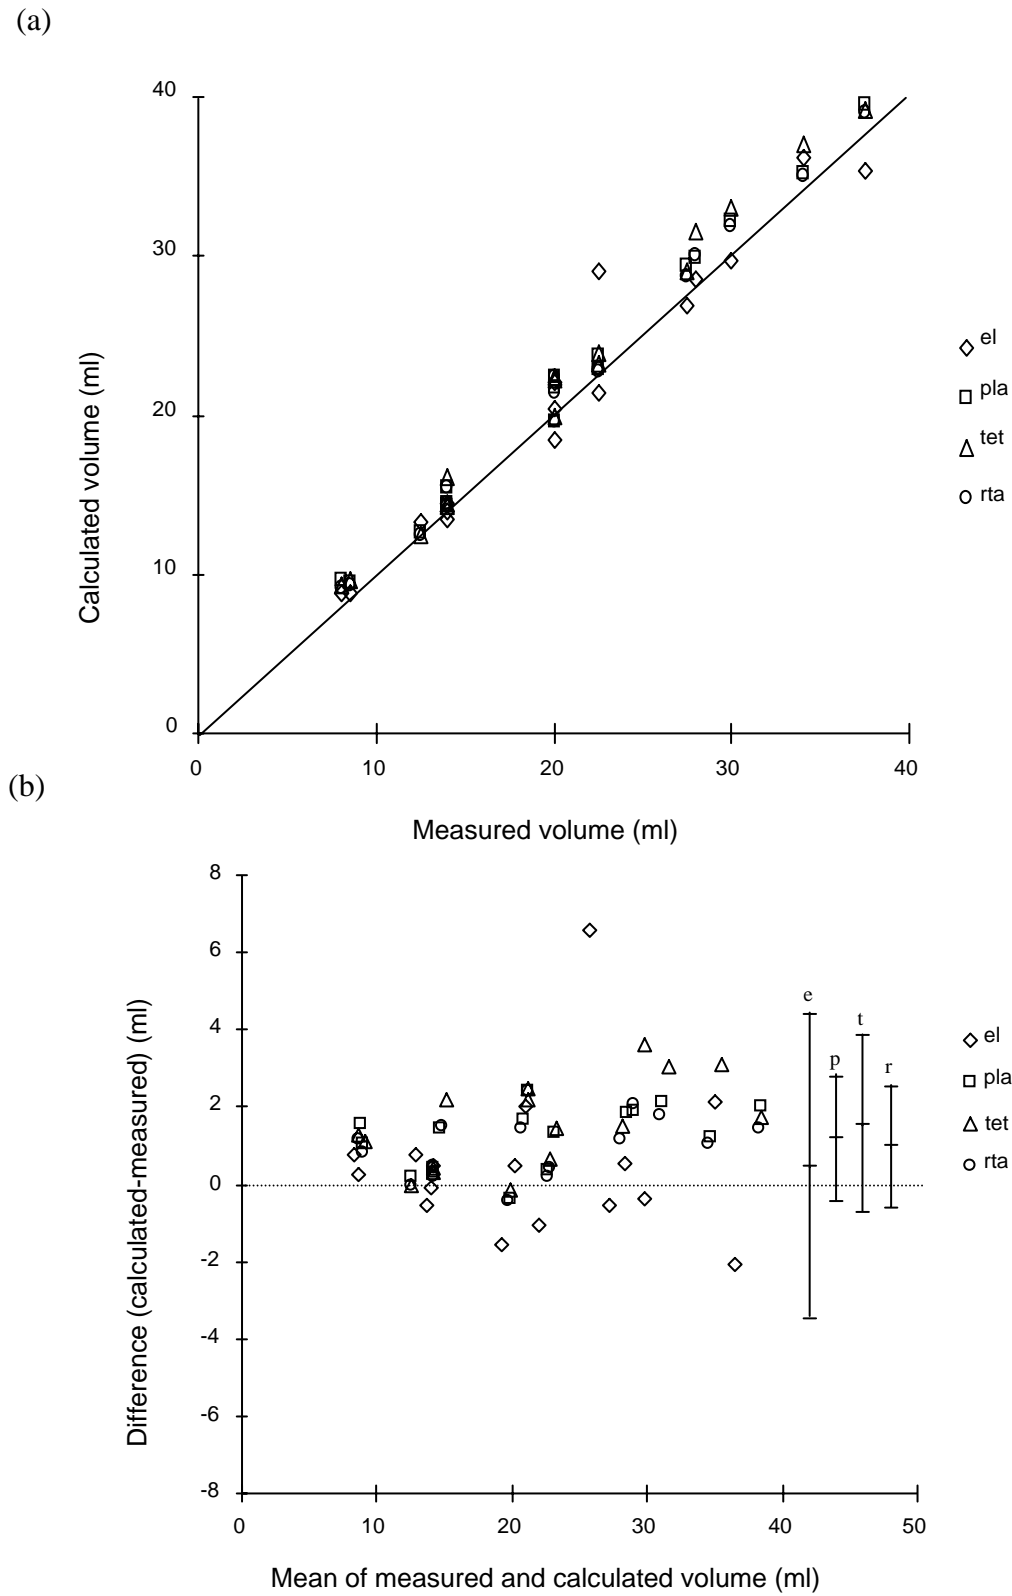 (a)
40
30
20
10
0
0 10 20 30 40
Calculated volume (ml)
Measured volume (ml)
el
pla
tet
rta
(b)
8
6
4
2
0
-2
-4
-6
-8
0 10 20 30 40 50
Difference (calculated-measured) (ml)
Mean of measured and calculated volume (ml)
e
p
t
r
el
pla
tet
rta